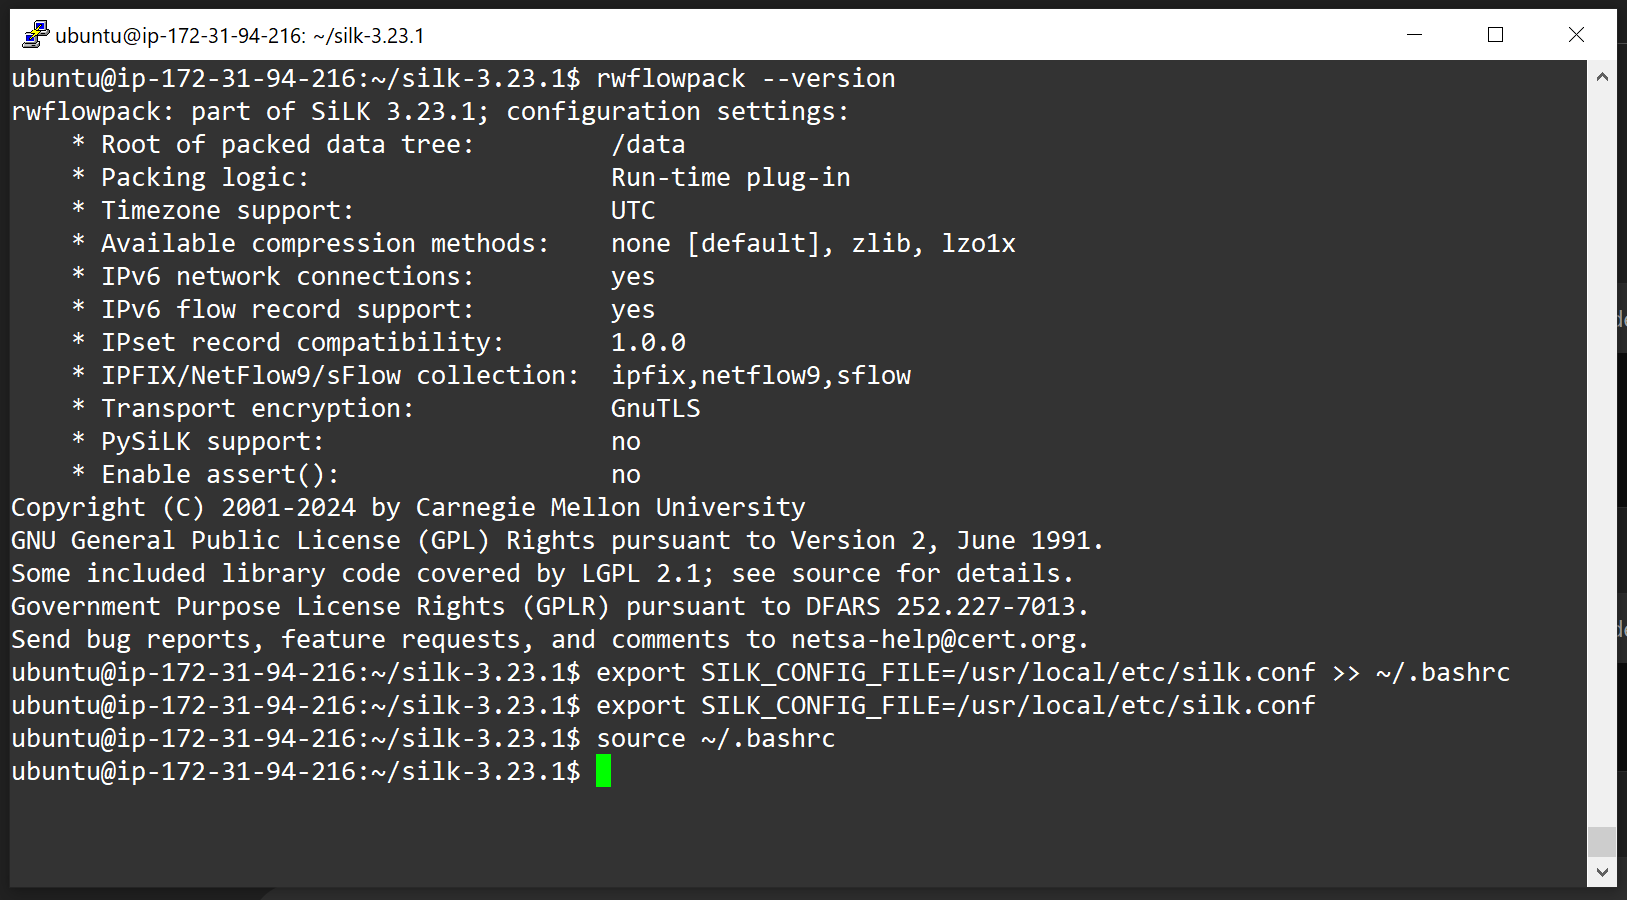 ubuntu@ip-172-31-94-216: ~/silk-3.23.1
ubuntu@ip-172-31-94-216:~/silk-3.23.1$ rwflowpack --version
rwflowpack: part of SiLK 3.23.1; configuration settings:
    * Root of packed data tree:         /data
    * Packing logic:                    Run-time plug-in
    * Timezone support:                 UTC
    * Available compression methods:    none [default], zlib, lzo1x
    * IPv6 network connections:         yes
    * IPv6 flow record support:         yes
    * IPset record compatibility:       1.0.0
    * IPFIX/NetFlow9/sFlow collection:  ipfix,netflow9,sflow
    * Transport encryption:             GnuTLS
    * PySiLK support:                   no
    * Enable assert():                  no
Copyright (C) 2001-2024 by Carnegie Mellon University
GNU General Public License (GPL) Rights pursuant to Version 2, June 1991.
Some included library code covered by LGPL 2.1; see source for details.
Government Purpose License Rights (GPLR) pursuant to DFARS 252.227-7013.
Send bug reports, feature requests, and comments to netsa-help@cert.org.
ubuntu@ip-172-31-94-216:~/silk-3.23.1$ export SILK_CONFIG_FILE=/usr/local/etc/silk.conf >> ~/.bashrc
ubuntu@ip-172-31-94-216:~/silk-3.23.1$ export SILK_CONFIG_FILE=/usr/local/etc/silk.conf
ubuntu@ip-172-31-94-216:~/silk-3.23.1$ source ~/.bashrc
ubuntu@ip-172-31-94-216:~/silk-3.23.1$